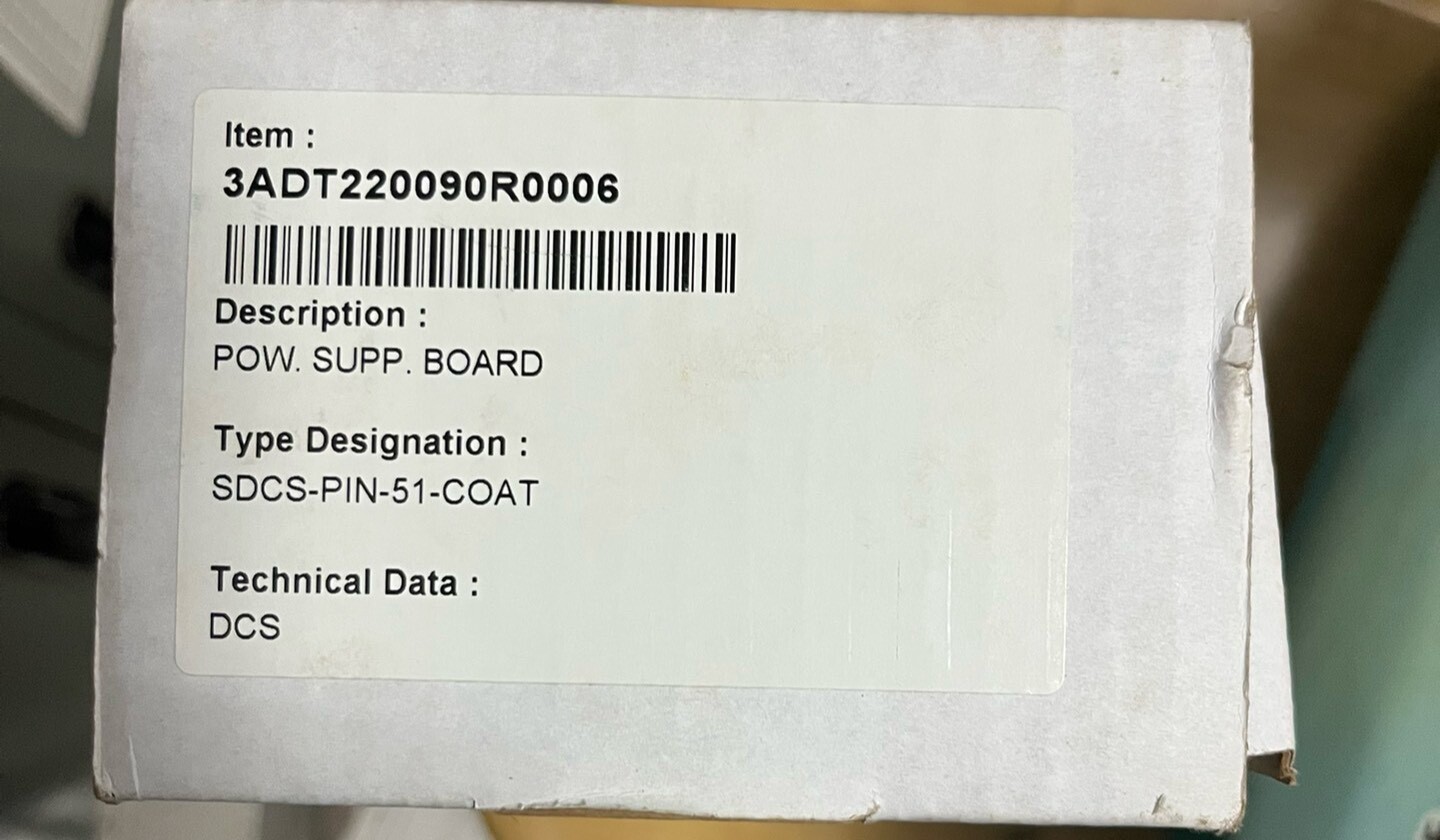 Item :
3ADT220090R0006
Description :
POW. SUPP. BOARD
Type Designation :
SDCS-PIN-51-COAT
Technical Data :
DCS